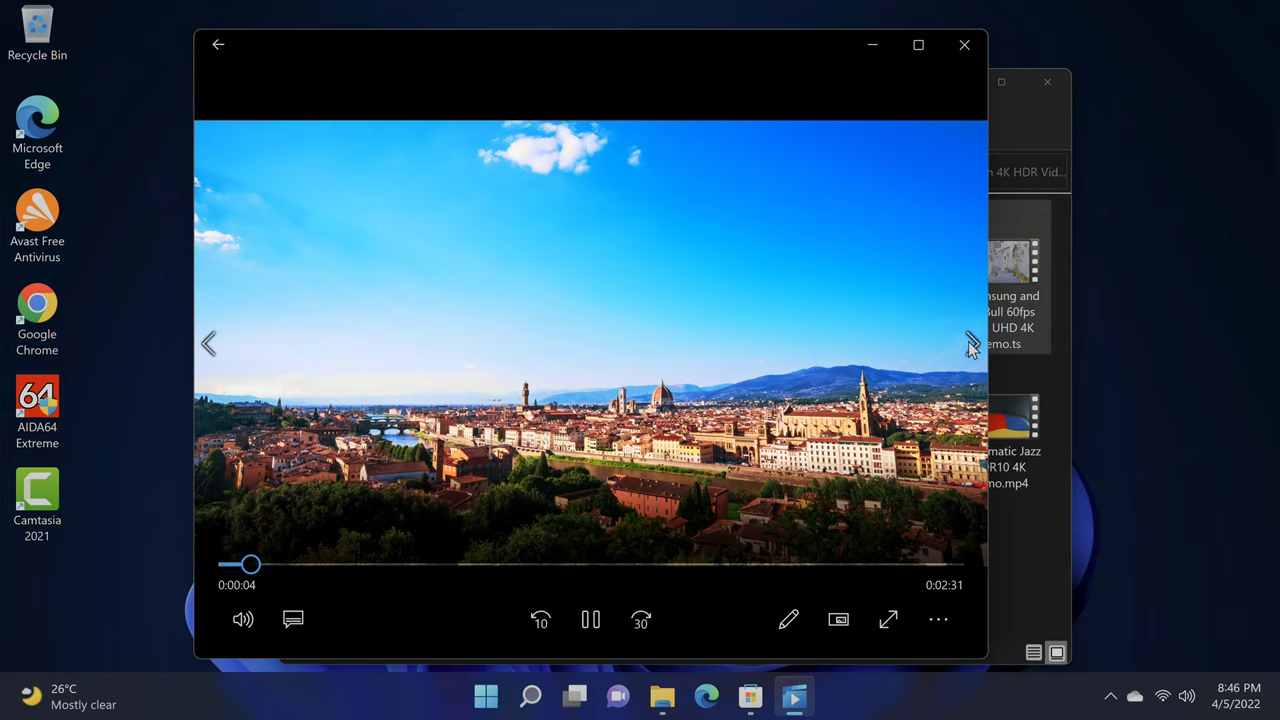 Recycle Bin
Microsoft
Edge
Avast Free
Antivirus
Google
Chrome
64
AIDA64
Extreme
Camtasia
2021
n 4K HDR Vid...
nsung and
Bull 60fps
UHD 4K
emo.ts
matic Jazz
R10 4K
mo.mp4
0:00:04
0:02:31
10
30
26°C
Mostly clear
8:46 PM
4/5/2022